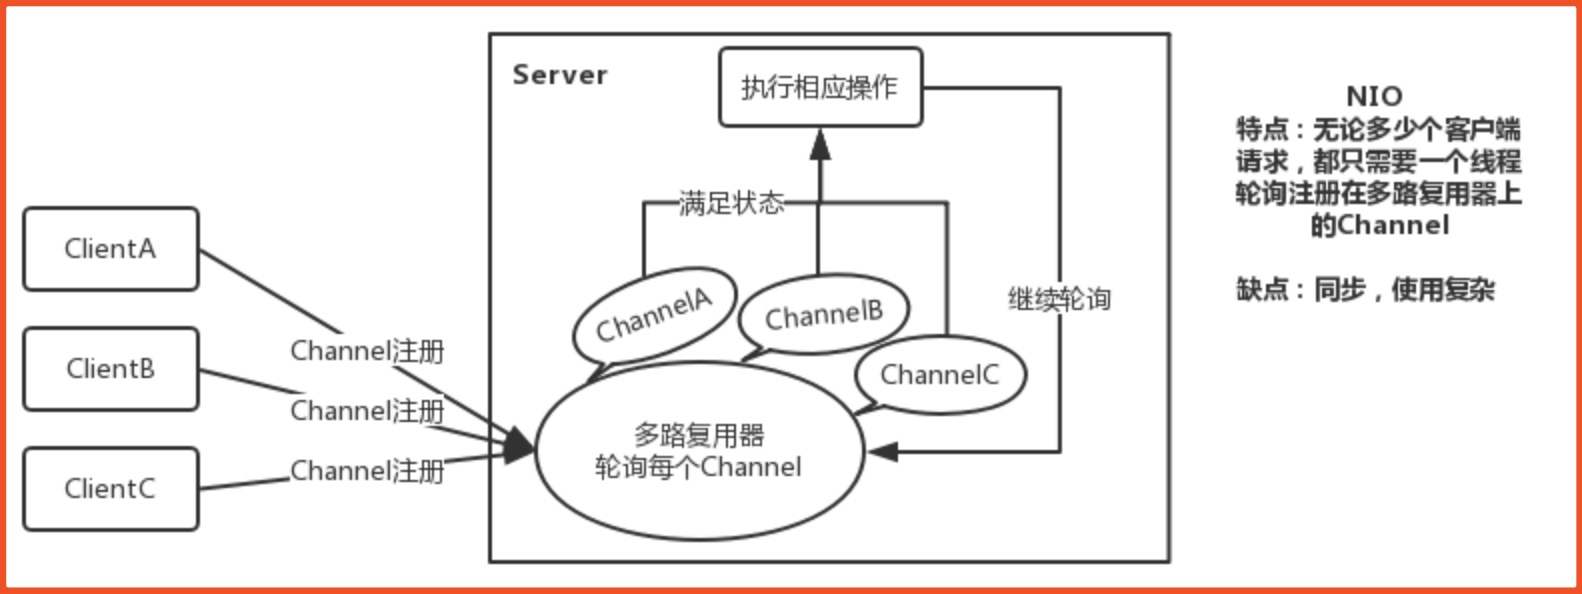 Server
执行相应操作
满足状态
继续轮询
ClientA
ClientB
ClientC
Channel注册
Channel注册
Channel注册
ChannelA
ChannelB
ChannelC
多路复用器
轮询每个Channel
NIO
特点：无论多少个客户端
请求，都只需要一个线程
轮询注册在多路复用器上
的Channel
缺点：同步，使用复杂